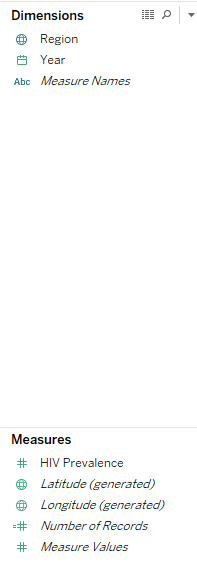 Dimensions
Region
Year
Abc Measure Names
Measures
HIV Prevalence
Latitude (generated)
Longitude (generated)
Number of Records
Measure Values